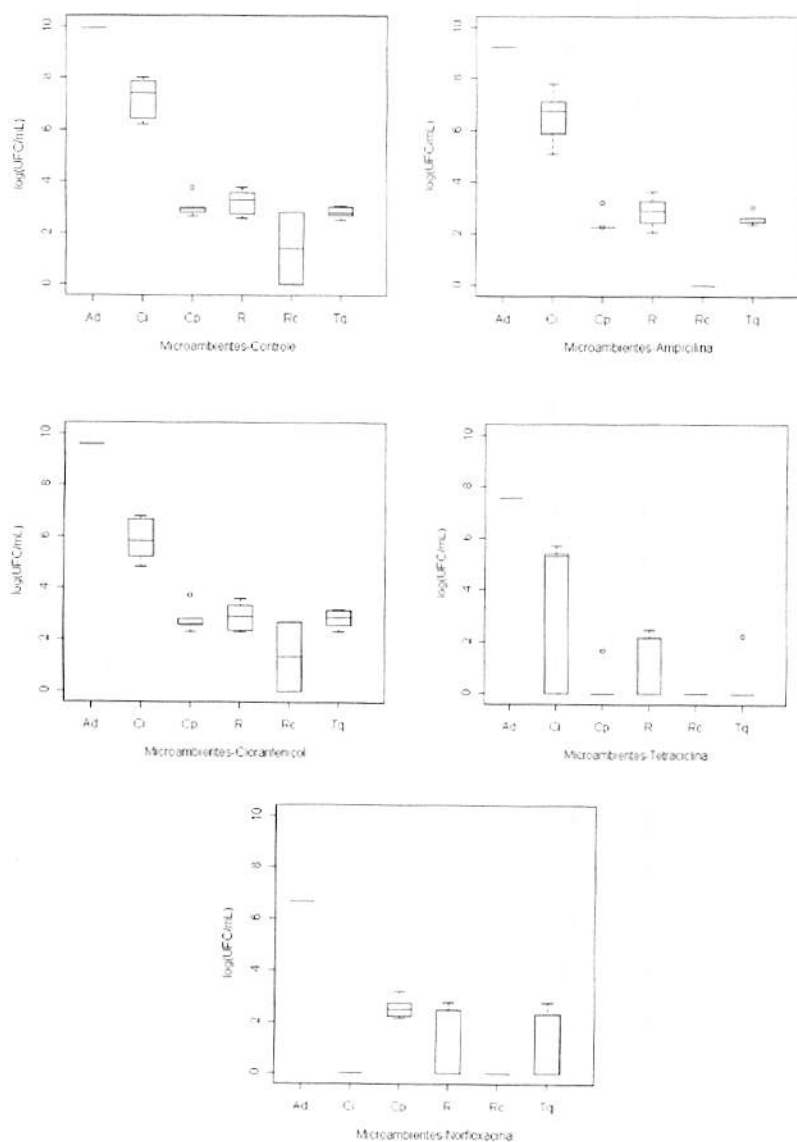 log(UFC/mL)
10
8
6
4
2
0
Ad Ci Cp R Rc Tq
Microambientes-Controle
log(UFC/mL)
10
8
6
4
2
0
Ad Ci Cp R Rc Tq
Microambientes-Ampicilina
log(UFC/mL)
10
8
6
4
2
0
Ad Ci Cp R Rc Tq
Microambientes-Cloranfenicol
log(UFC/mL)
10
8
6
4
2
0
Ad Ci Cp R Rc Tq
Microambientes-Tetraciclina
log(UFC/mL)
10
8
6
4
2
0
Ad Ci Cp R Rc Tq
Microambientes-Norfloxacina